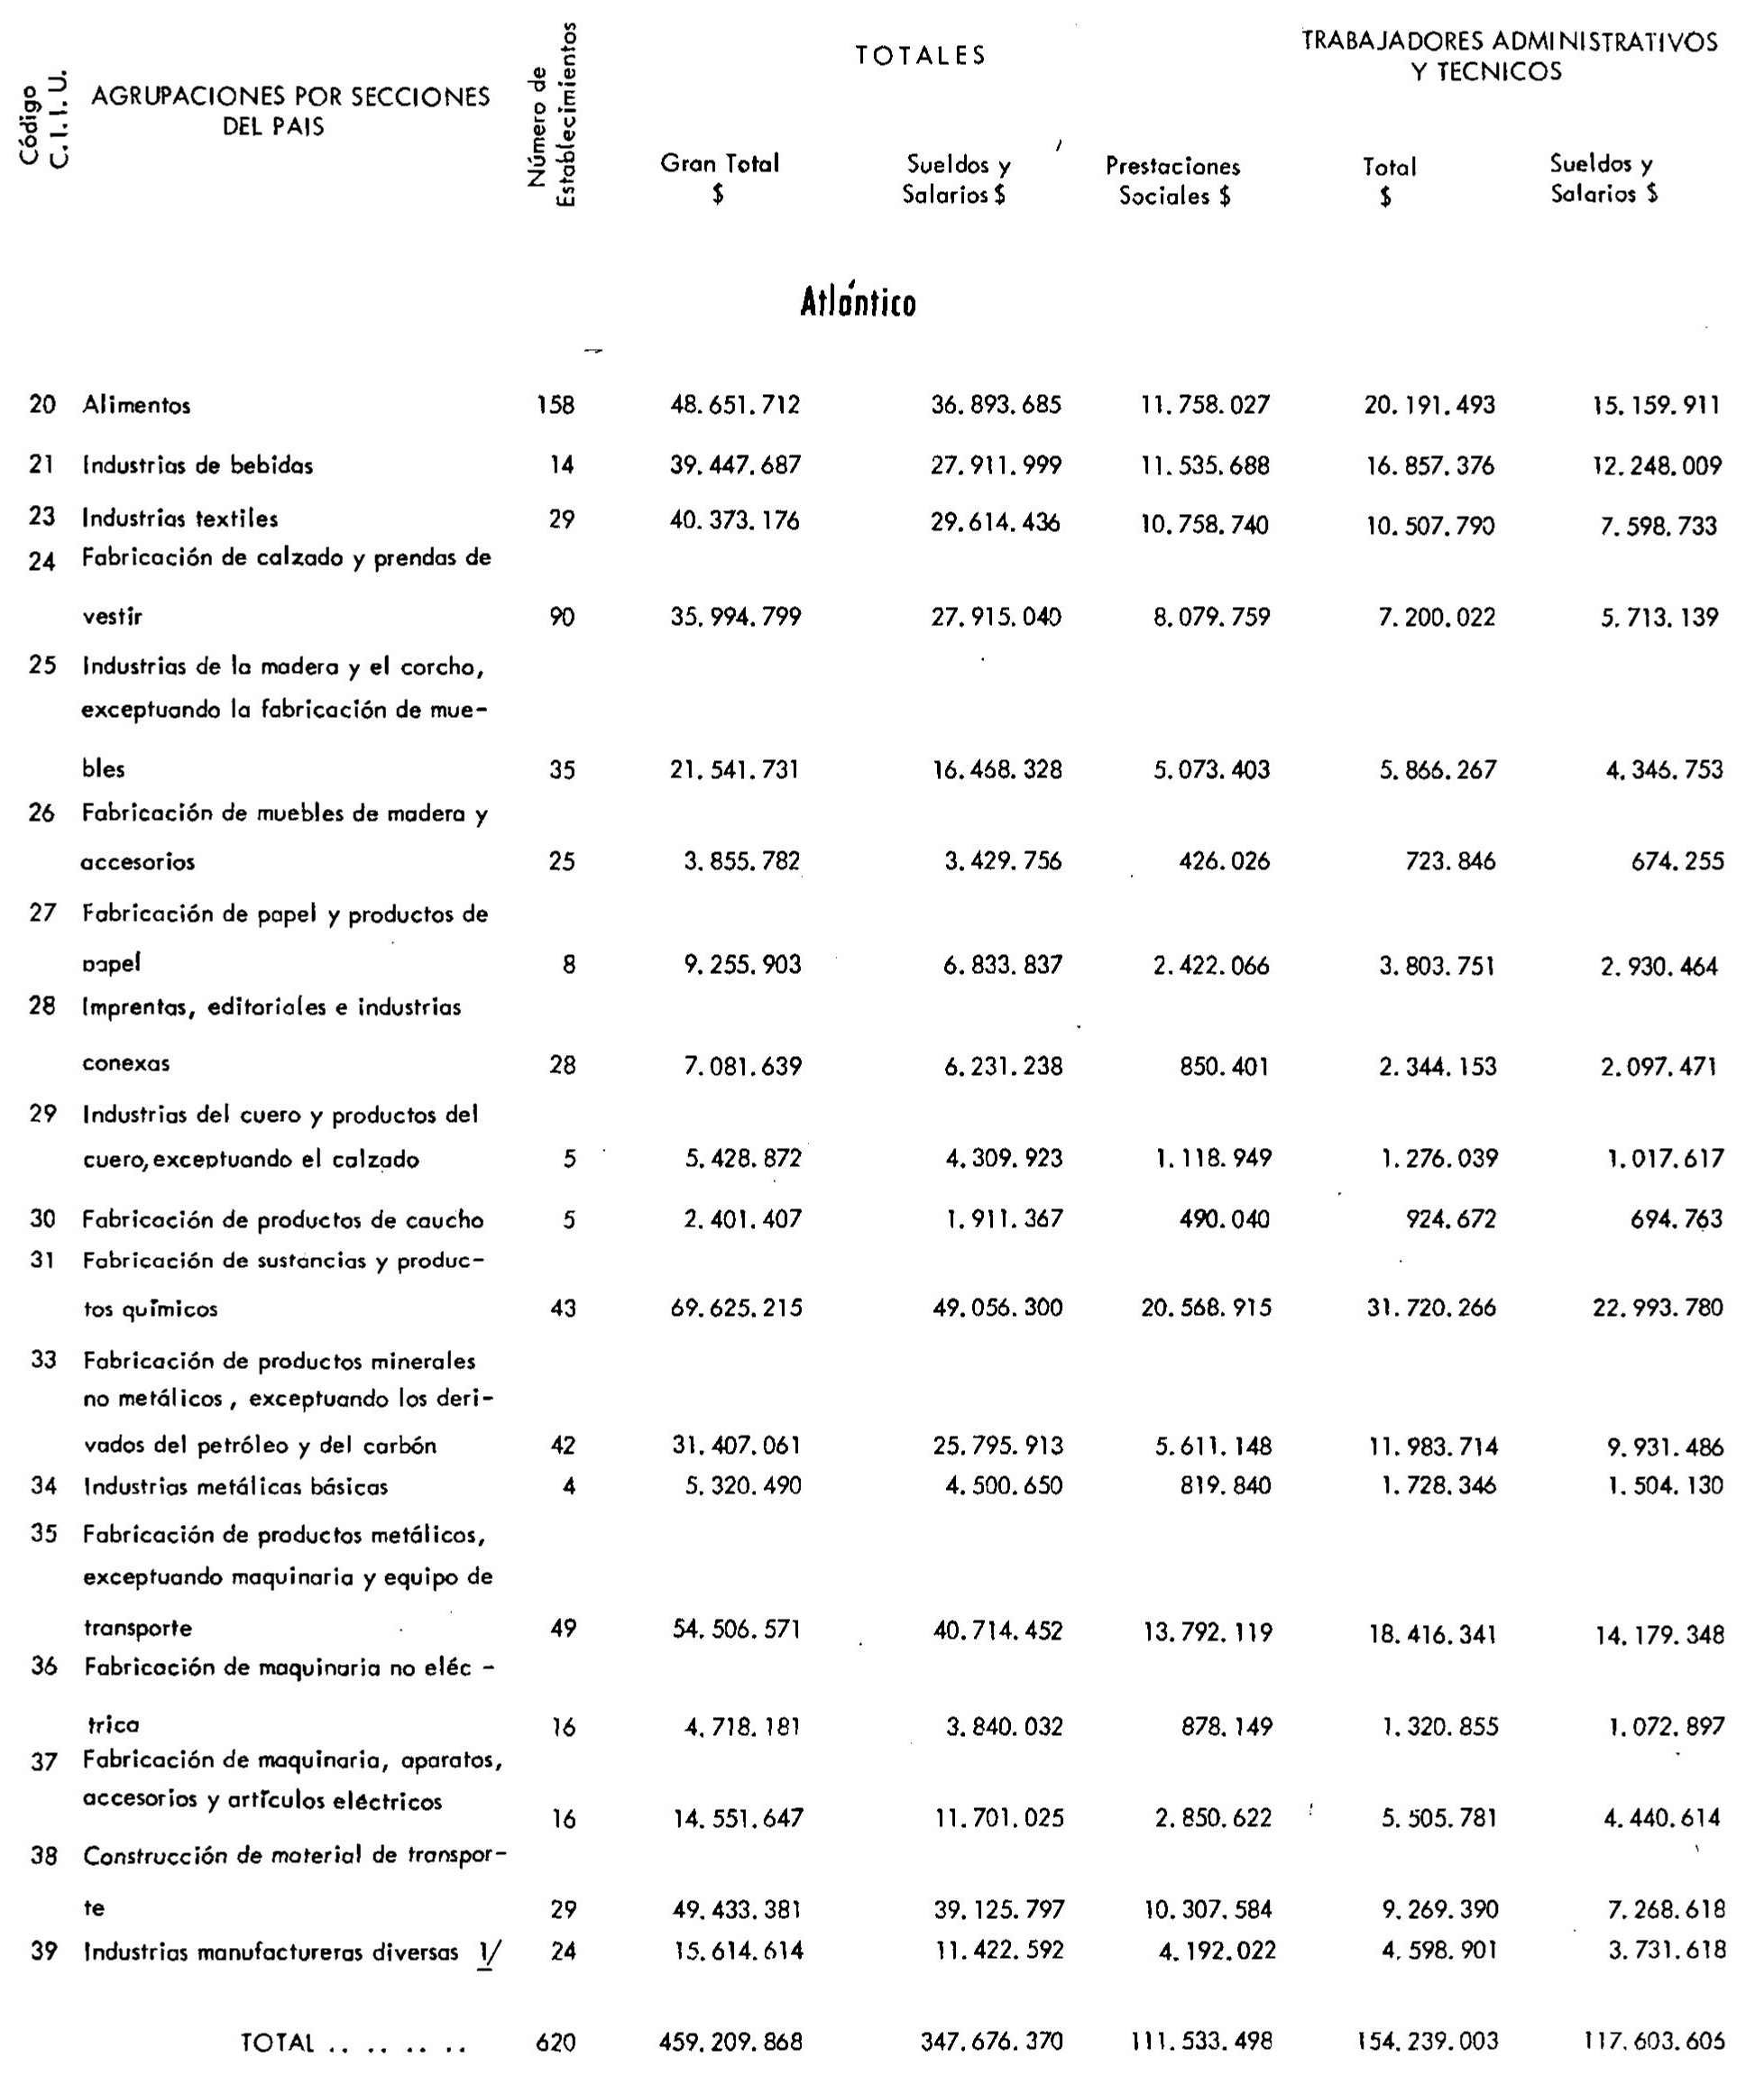 Código
C.I.I.U.
AGRUPACIONES POR SECCIONES
DEL PAIS
Número de
Establecimientos
TOTALES
TRABAJADORES ADMINISTRATIVOS
Y TECNICOS
Gran Total
$
Sueldos y
Salarios $
Prestaciones
Sociales $
Total
$
Sueldos y
Salarios $
Atlántico
20 Alimentos 158 48.651.712 36.893.685 11.758.027 20.191.493 15.159.911
21 Industrias de bebidas 14 39.447.687 27.911.999 11.535.688 16.857.376 12.248.009
23 Industrias textiles 29 40.373.176 29.614.436 10.758.740 10.507.790 7.598.733
24 Fabricación de calzado y prendas de
vestir 90 35.994.799 27.915.040 8.079.759 7.200.022 5.713.139
25 Industrias de la madera y el corcho,
exceptuando la fabricación de mue-
bles 35 21.541.731 16.468.328 5.073.403 5.866.267 4.346.753
26 Fabricación de muebles de madera y
accesorios 25 3.855.782 3.429.756 426.026 723.846 674.255
27 Fabricación de papel y productos de
papel 8 9.255.903 6.833.837 2.422.066 3.803.751 2.930.464
28 Imprentas, editoriales e industrias
conexas 28 7.081.639 6.231.238 850.401 2.344.153 2.097.471
29 Industrias del cuero y productos del
cuero, exceptuando el calzado 5 5.428.872 4.309.923 1.118.949 1.276.039 1.017.617
30 Fabricación de productos de caucho 5 2.401.407 1.911.367 490.040 924.672 694.763
31 Fabricación de sustancias y produc-
tos químicos 43 69.625.215 49.056.300 20.568.915 31.720.266 22.993.780
33 Fabricación de productos minerales
no metálicos, exceptuando los deri-
vados del petróleo y del carbón 42 31.407.061 25.795.913 5.611.148 11.983.714 9.931.486
34 Industrias metálicas básicas 4 5.320.490 4.500.650 819.840 1.728.346 1.504.130
35 Fabricación de productos metálicos,
exceptuando maquinaria y equipo de
transporte 49 54.506.571 40.714.452 13.792.119 18.416.341 14.179.348
36 Fabricación de maquinaria no eléc-
trica 16 4.718.181 3.840.032 878.149 1.320.855 1.072.897
37 Fabricación de maquinaria, aparatos,
accesorios y artículos eléctricos 16 14.551.647 11.701.025 2.850.622 5.505.781 4.440.614
38 Construcción de material de transpor-
te 29 49.433.381 39.125.797 10.307.584 9.269.390 7.268.618
39 Industrias manufactureras diversas 1/ 24 15.614.614 11.422.592 4.192.022 4.598.901 3.731.618
TOTAL .. .. .. .. 620 459.209.868 347.676.370 111.533.498 154.239.003 117.603.606